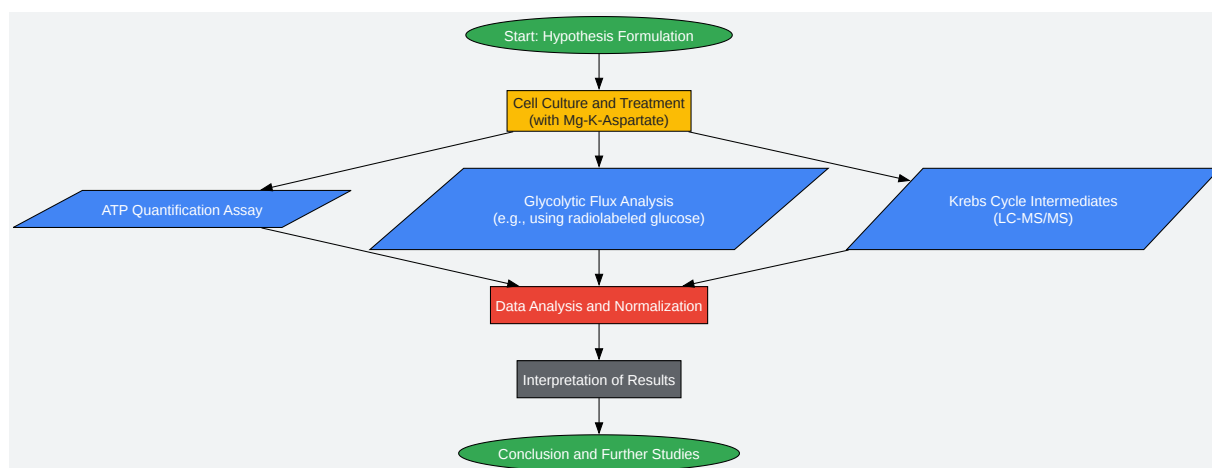 Start: Hypothesis Formulation
Cell Culture and Treatment
(with Mg-K-Aspartate)
ATP Quantification Assay
Glycolytic Flux Analysis
(e.g., using radiolabeled glucose)
Krebs Cycle Intermediates
(LC-MS/MS)
Data Analysis and Normalization
Interpretation of Results
Conclusion and Further Studies